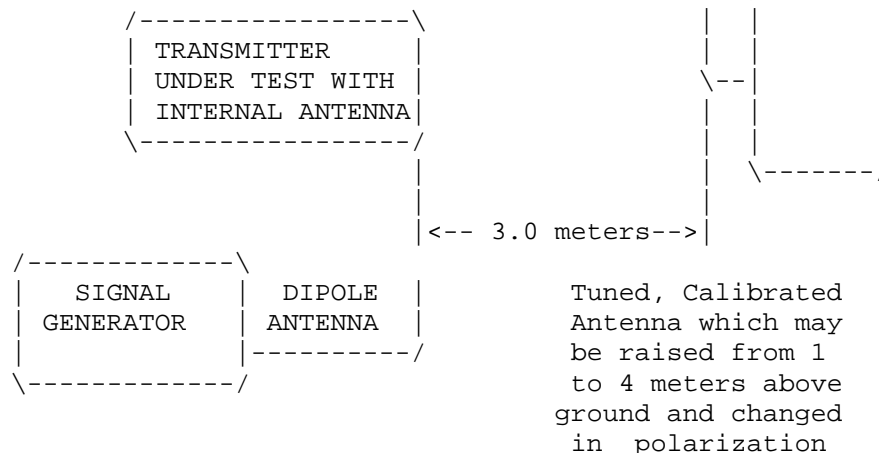 TRANSMITTER
UNDER TEST WITH
INTERNAL ANTENNA
<-- 3.0 meters-->
SIGNAL
GENERATOR
DIPOLE
ANTENNA
Tuned, Calibrated
Antenna which may
be raised from 1
to 4 meters above
ground and changed
in polarization